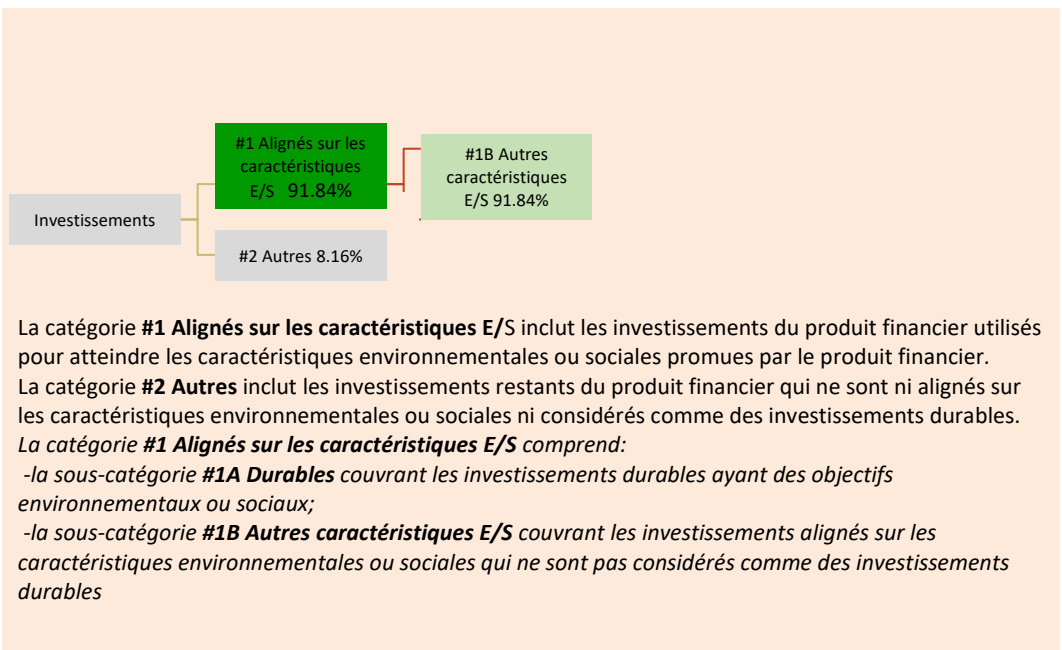 #1 Alignés sur les
caractéristiques
E/S 91.84%
#1B Autres
caractéristiques
E/S 91.84%
Investissements
#2 Autres 8.16%
La catégorie #1 Alignés sur les caractéristiques E/S inclut les investissements du produit financier utilisés
pour atteindre les caractéristiques environnementales ou sociales promues par le produit financier.
La catégorie #2 Autres inclut les investissements restants du produit financier qui ne sont ni alignés sur
les caractéristiques environnementales ou sociales ni considérés comme des investissements durables.
La catégorie #1 Alignés sur les caractéristiques E/S comprend:
-la sous-catégorie #1A Durables couvrant les investissements durables ayant des objectifs
environnementaux ou sociaux;
-la sous-catégorie #1B Autres caractéristiques E/S couvrant les investissements alignés sur les
caractéristiques environnementales ou sociales qui ne sont pas considérés comme des investissements
durables